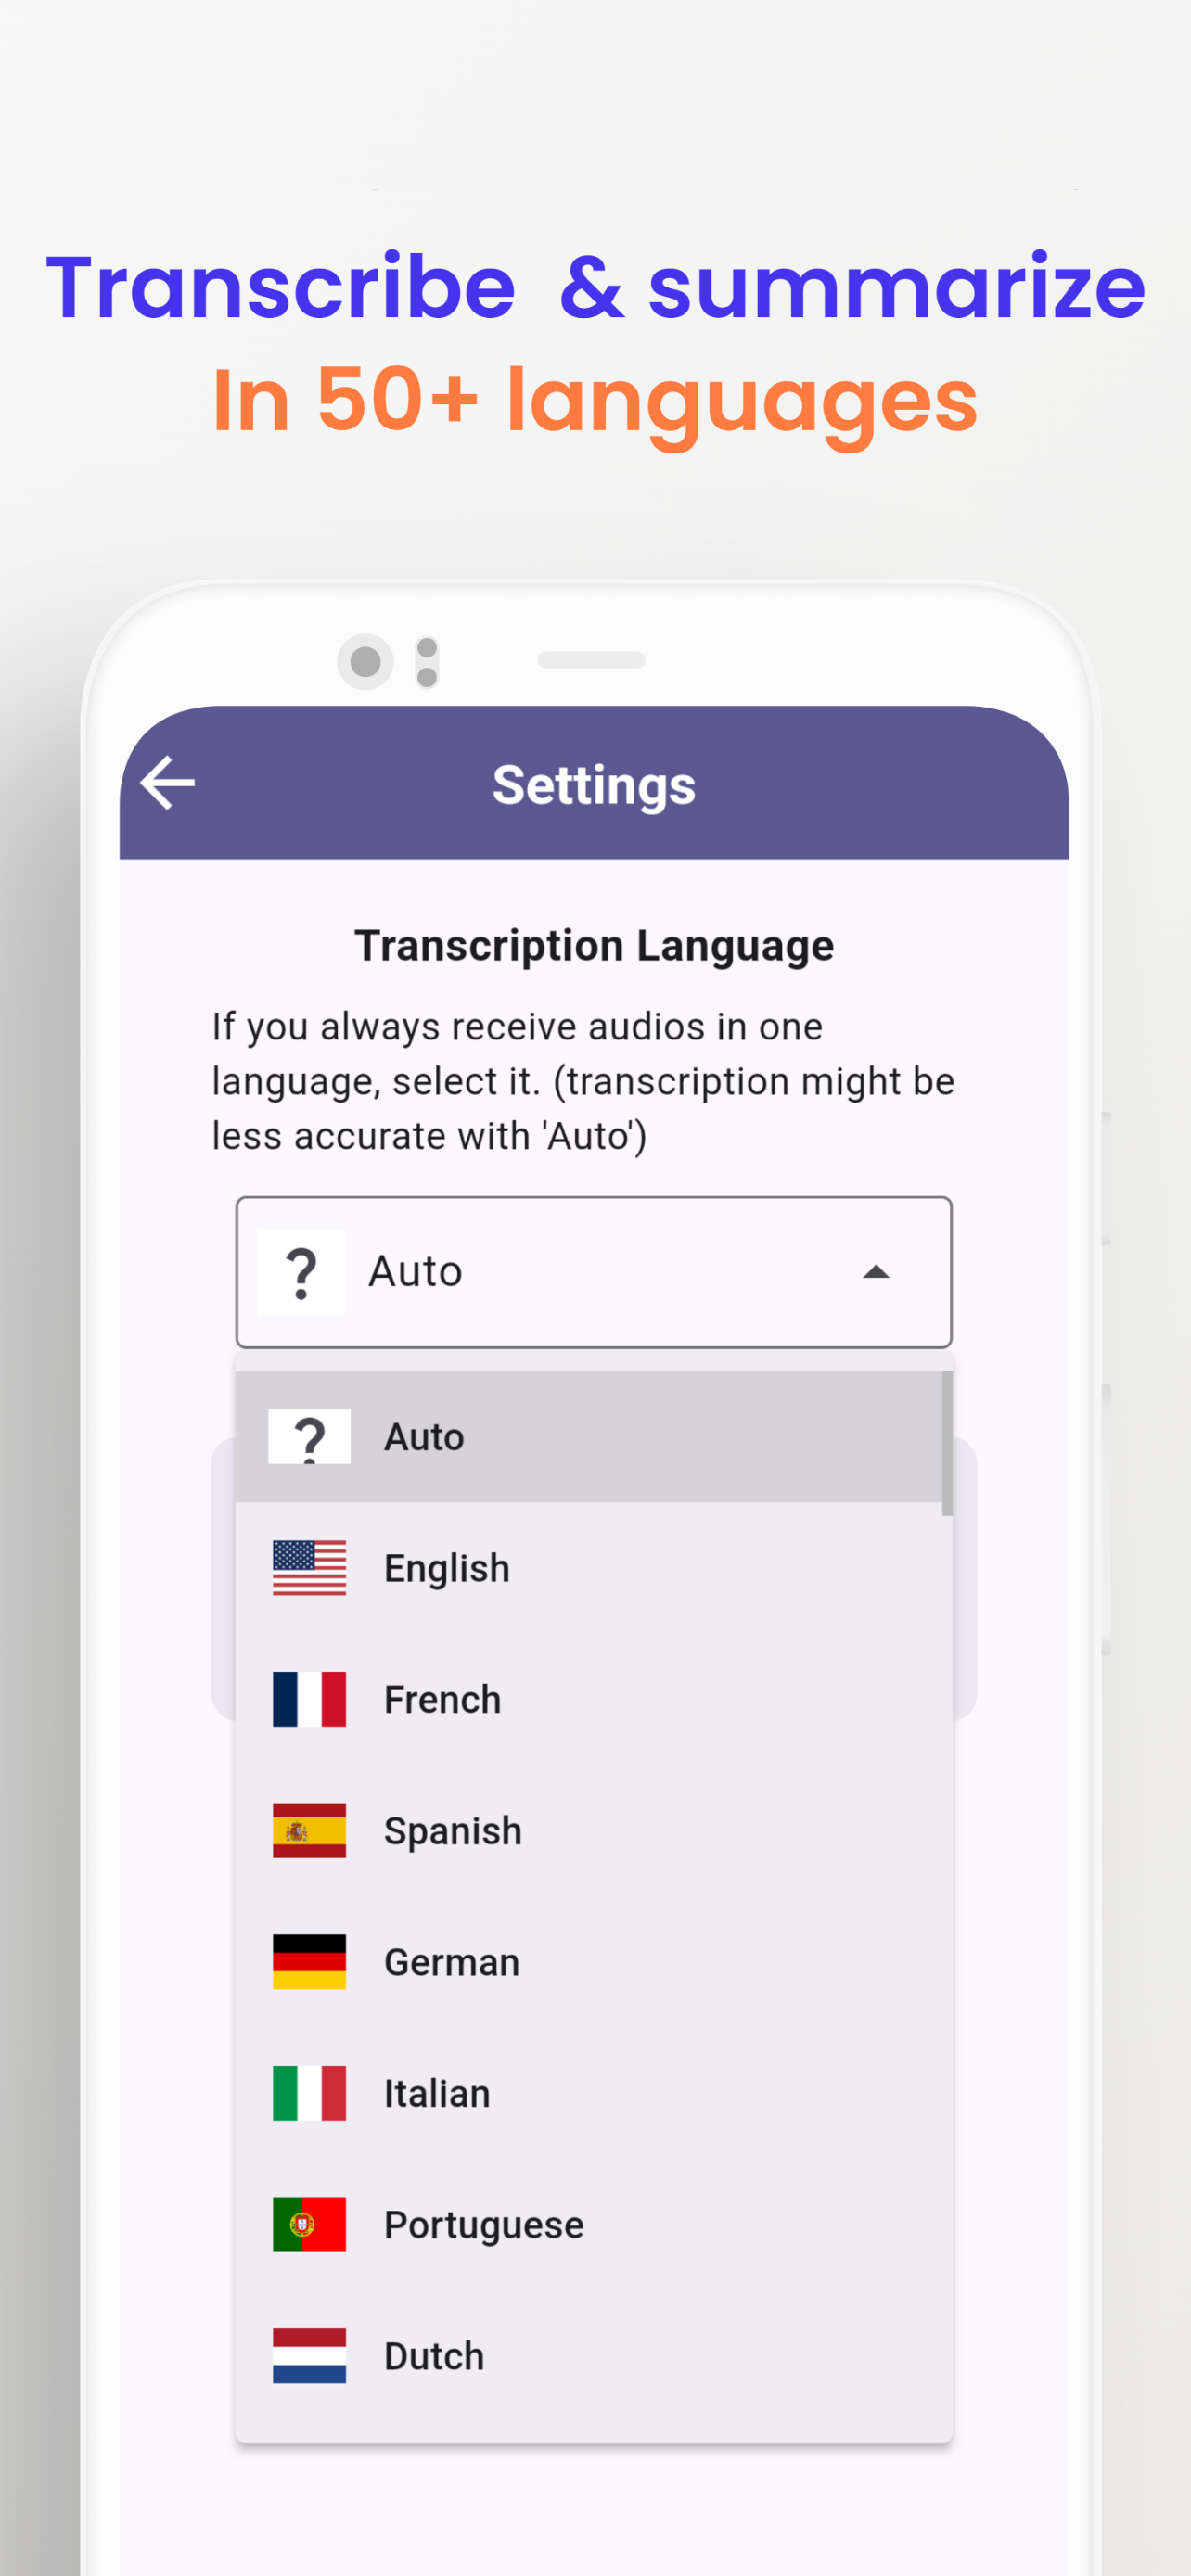 Transcribe & summarize
In 50+ languages
Settings
Transcription Language
If you always receive audios in one
language, select it. (transcription might be
less accurate with 'Auto')
? Auto
? Auto
English
French
Spanish
German
Italian
Portuguese
Dutch